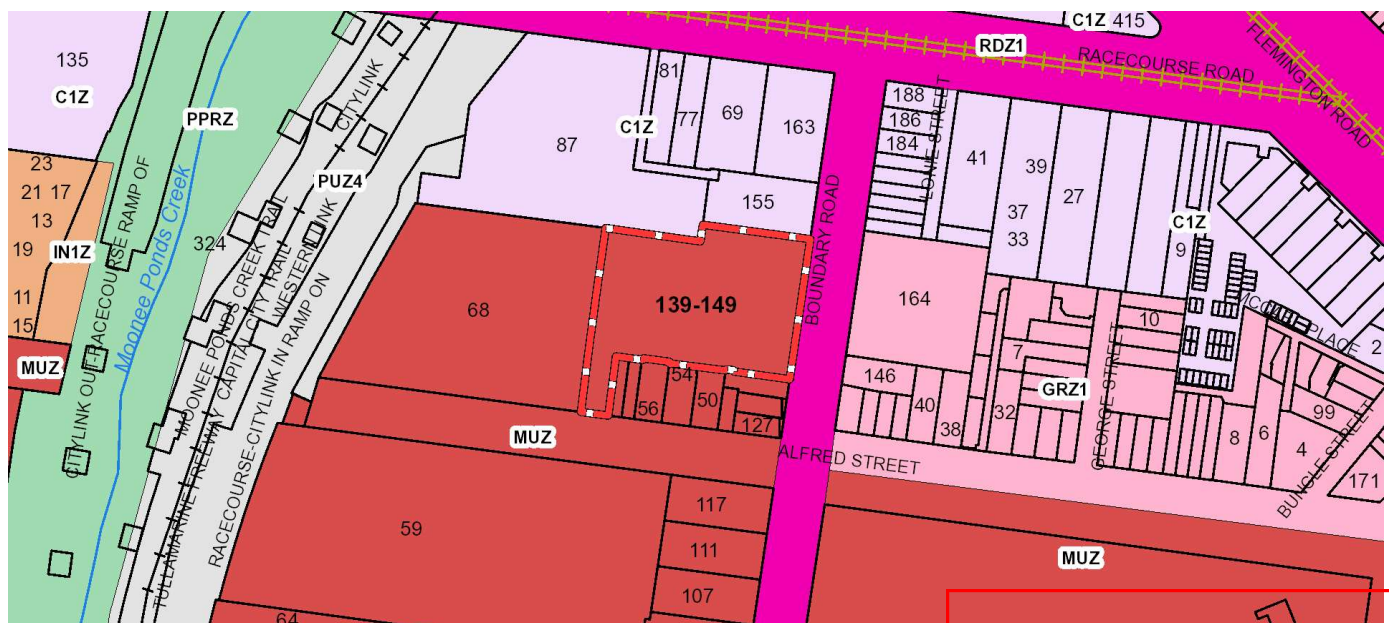 C1Z 415
RDZ1
RACECOURSE ROAD
FLEMINGTON ROAD
135
C1Z
PPRZ
CITYLINK
81
77
69
163
C1Z
87
188
186
184
LONIE STREET
41
39
27
37
33
C1Z
9
23
21 17
13
19
IN1Z
11
15
MUZ
CITYLINK OUT-RACECOURSE RAMP OF
Moonee Ponds Creek
324
PUZ4
MOONEE PONDS CREEK TRAIL
CAPITAL CITY TRAIL
WESTERN LINK
TULLAMARINE FREEWAY
RACECOURSE-CITYLINK IN RAMP ON
155
BOUNDARY ROAD
139-149
68
164
10
MCCABE PLACE
2
7
GRZ1
GEORGE STREET
54
56
50
127
146
40
38
32
8
6
4
99
171
BUNGLE STREET
MUZ
ALFRED STREET
117
59
111
107
64
MUZ